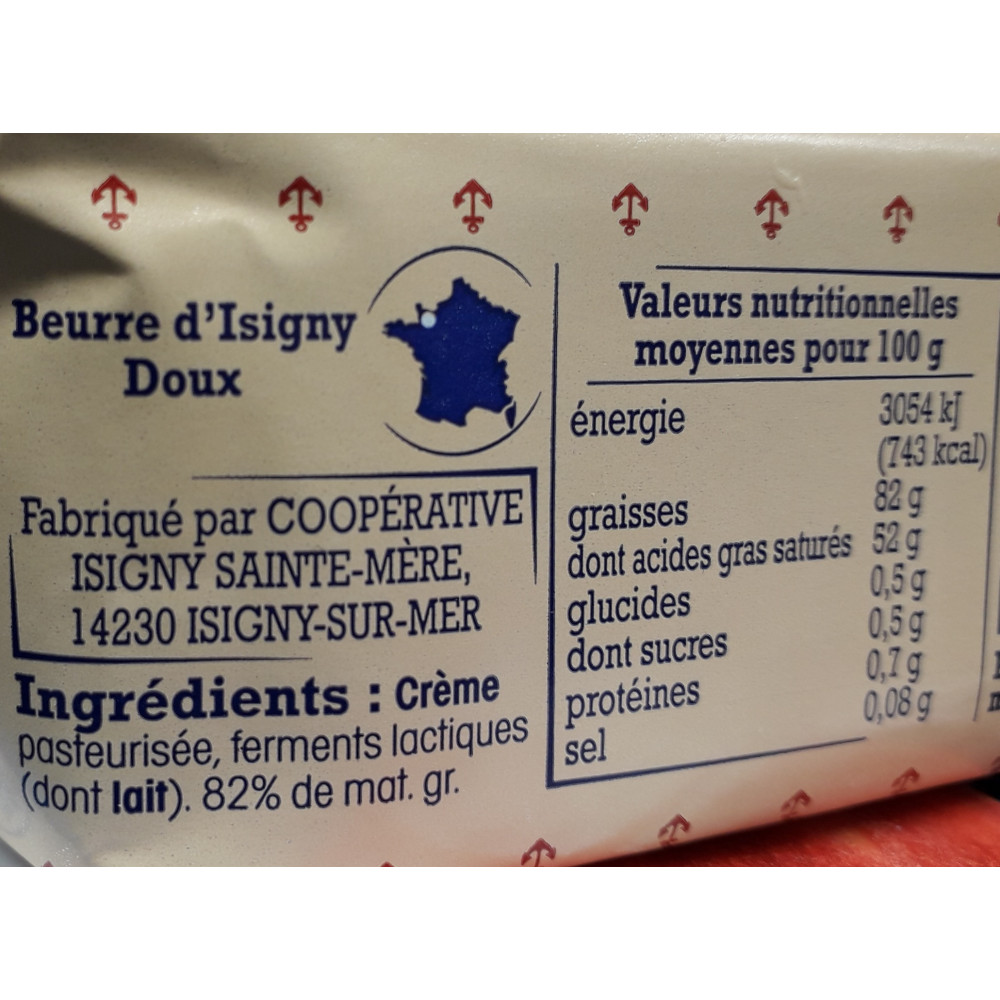 Beurre d'Isigny
Doux
Fabriqué par COOPÉRATIVE
ISIGNY SAINTE-MÈRE,
14230 ISIGNY-SUR-MER
Ingrédients : Crème
pasteurisée, ferments lactiques
(dont lait). 82% de mat. gr.
Valeurs nutritionnelles
moyennes pour 100 g
énergie 3054 kJ
(743 kcal)
graisses 82 g
dont acides gras saturés 52 g
glucides 0,5 g
dont sucres 0,5 g
protéines 0,7 g
sel 0,08 g